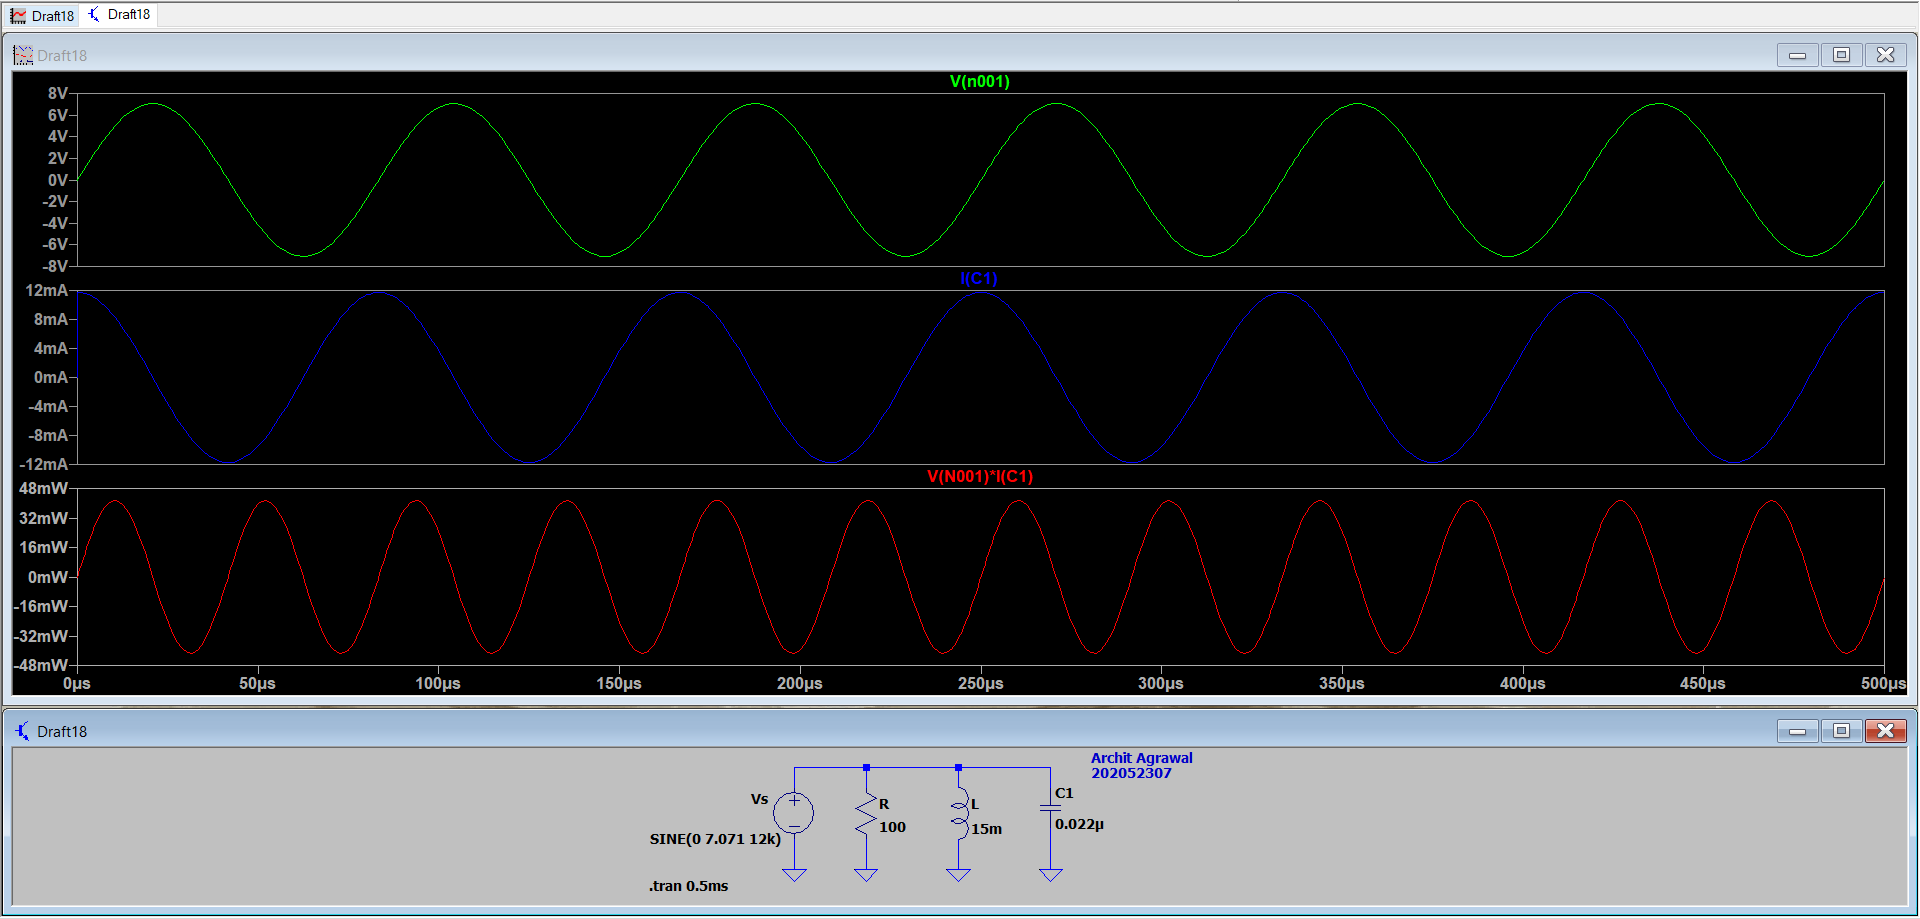 Draft18 Draft18
Draft18
V(n001)
8V
6V
4V
2V
0V
-2V
-4V
-6V
-8V
I(C1)
12mA
8mA
4mA
0mA
-4mA
-8mA
-12mA
V(N001)*I(C1)
48mW
32mW
16mW
0mW
-16mW
-32mW
-48mW
0µs 50µs 100µs 150µs 200µs 250µs 300µs 350µs 400µs 450µs 500µs
Draft18
Archit Agrawal
202052307
Vs
R
100
L
15m
C1
0.022µ
SINE(0 7.071 12k)
.tran 0.5ms